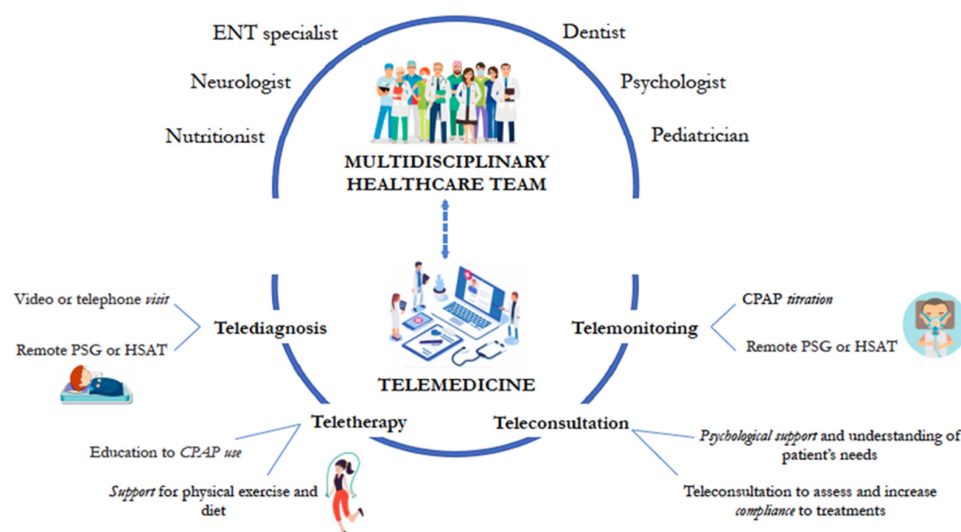 ENT specialist
Dentist
Neurologist
Psychologist
Nutritionist
Pediatrician
MULTIDISCIPLINARY
HEALTHCARE TEAM
Video or telephone visit
CPAP titration
Telediagnosis
Telemonitoring
Remote PSG or HSAT
Remote PSG or HSAT
TELEMEDICINE
Teletherapy
Teleconsultation
Education to CPAP use
Psychological support and understanding of
patient's needs
Support for physical exercise and
diet
Teleconsultation to assess and increase
compliance to treatments